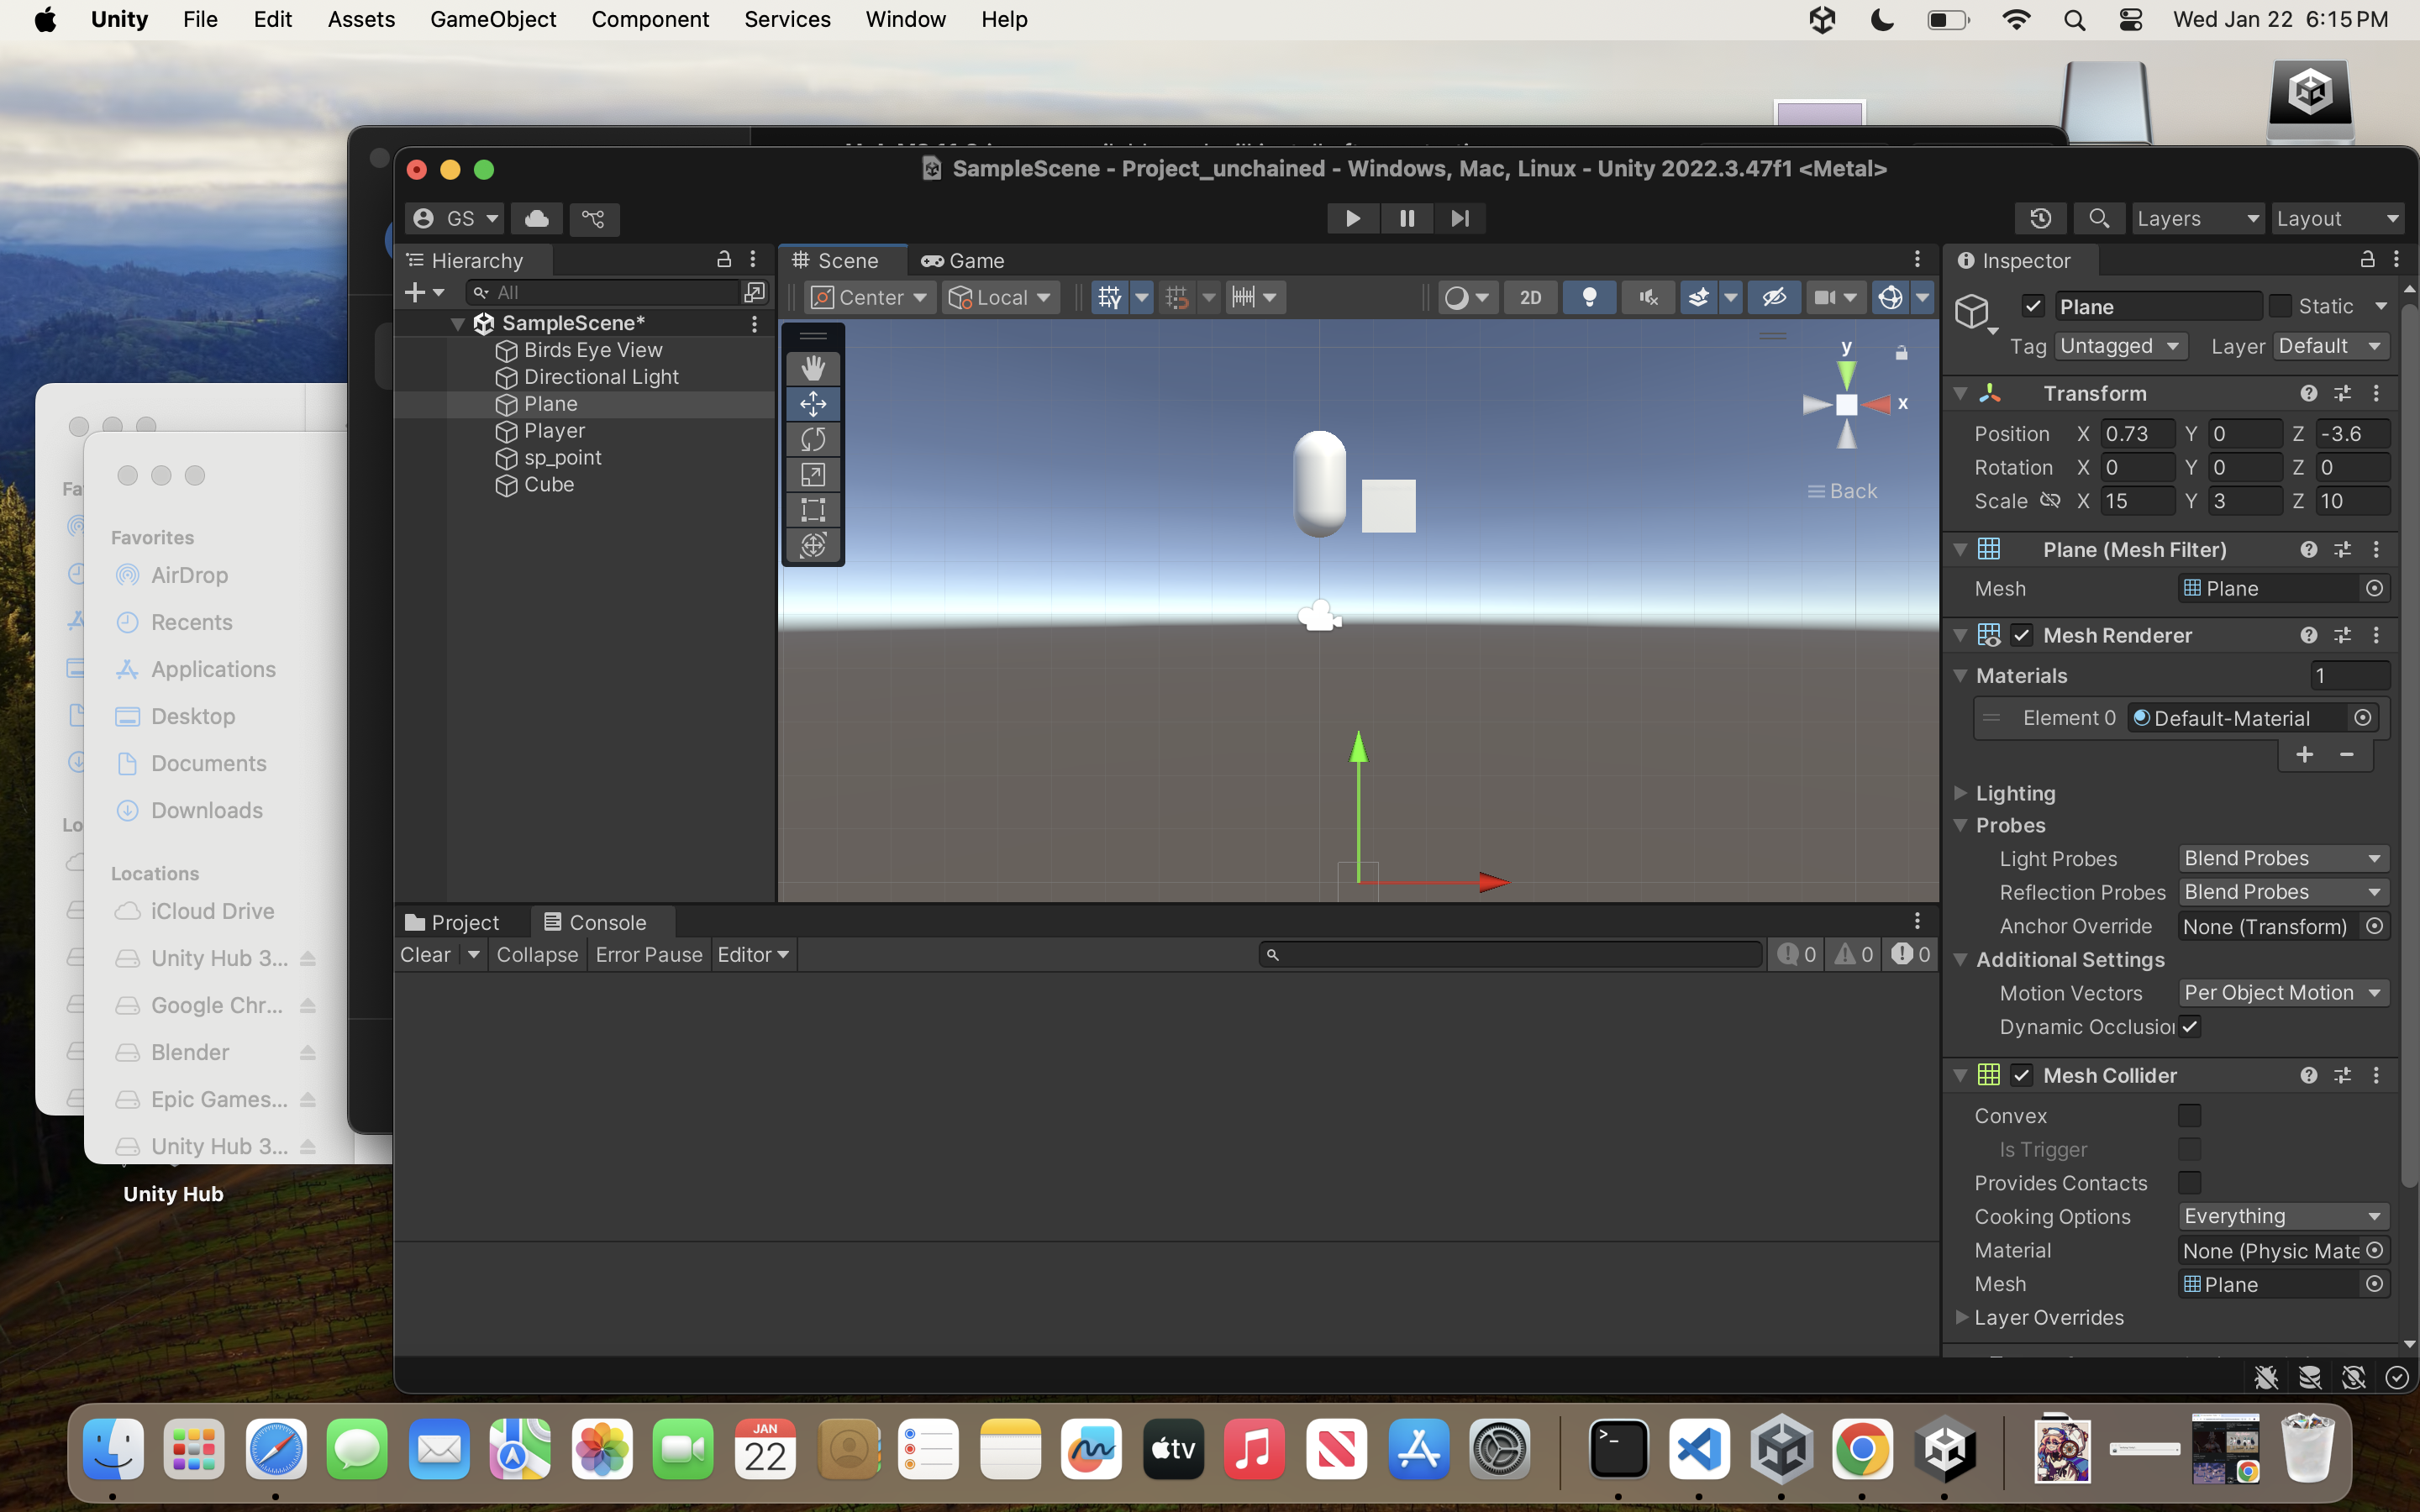 Unity File Edit Assets GameObject Component Services Window Help Wed Jan 22 6:15 PM
SampleScene - Project_unchained - Windows, Mac, Linux - Unity 2022.3.47f1 <Metal>
GS Layers Layout
Hierarchy
All
SampleScene*
Birds Eye View
Directional Light
Plane
Player
sp_point
Cube
Scene Game
Center Local 2D
y
x
Back
Inspector
Plane Static
Tag Untagged Layer Default
Transform
Position X 0.73 Y 0 Z -3.6
Rotation X 0 Y 0 Z 0
Scale X 15 Y 3 Z 10
Plane (Mesh Filter)
Mesh Plane
Mesh Renderer
Materials 1
Element 0 Default-Material
Lighting
Probes
Light Probes Blend Probes
Reflection Probes Blend Probes
Anchor Override None (Transform)
Additional Settings
Motion Vectors Per Object Motion
Dynamic Occlusion
Mesh Collider
Convex
Is Trigger
Provides Contacts
Cooking Options Everything
Material None (Physic Mate
Mesh Plane
Layer Overrides
Project Console
Clear Collapse Error Pause Editor 0 0 0
Fa
Lo
Favorites
AirDrop
Recents
Applications
Desktop
Documents
Downloads
Locations
iCloud Drive
Unity Hub 3...
Google Chr...
Blender
Epic Games...
Unity Hub 3...
Unity Hub
JAN
22
tv